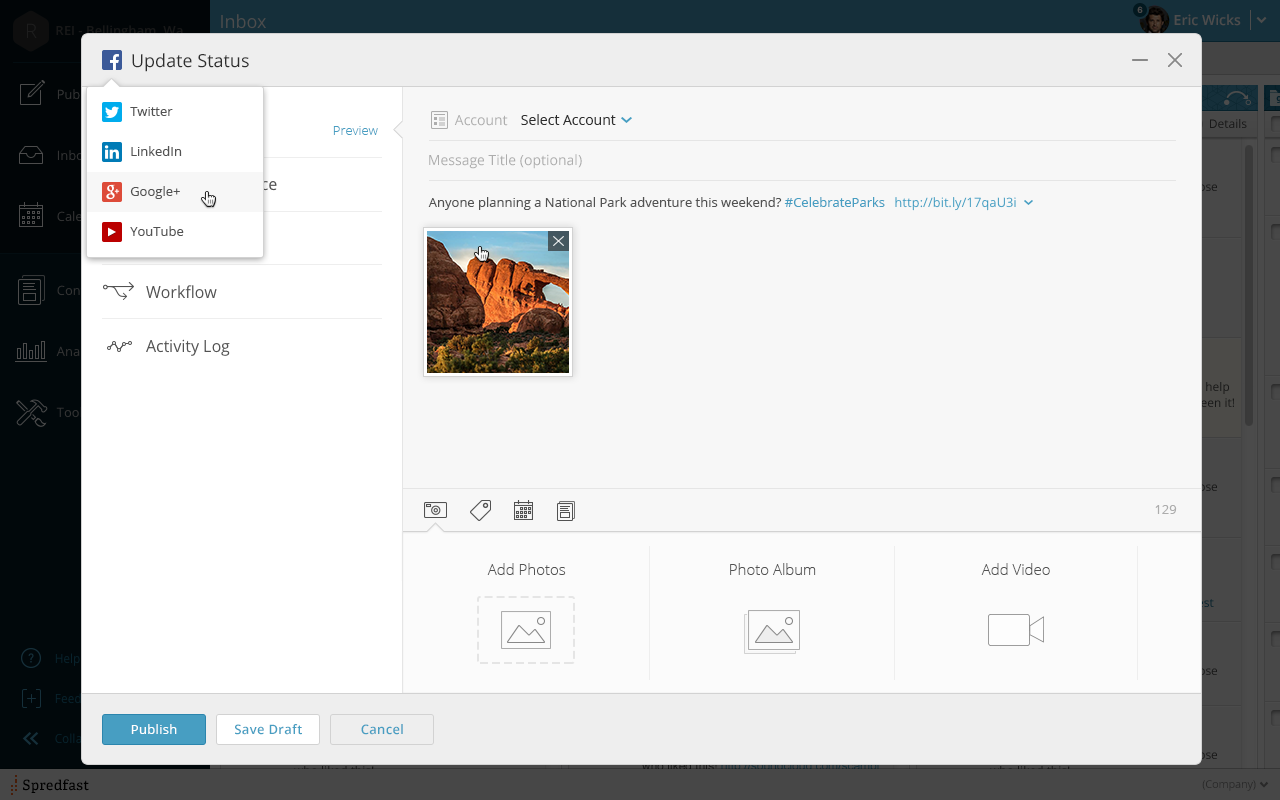 REI - Bellingham, Wa
Inbox
6
Eric Wicks
Update Status
Twitter
LinkedIn
Google+
YouTube
Preview
ce
Workflow
Activity Log
Account Select Account
Message Title (optional)
Anyone planning a National Park adventure this weekend? #CelebrateParks http://bit.ly/17qaU3i
129
Add Photos
Photo Album
Add Video
Publish
Save Draft
Cancel
Pub
Inbo
Cale
Con
Ana
Tool
Help
Feed
Colla
Details
ose
help
een it!
ose
est
ose
ose
Spredfast
(Company)